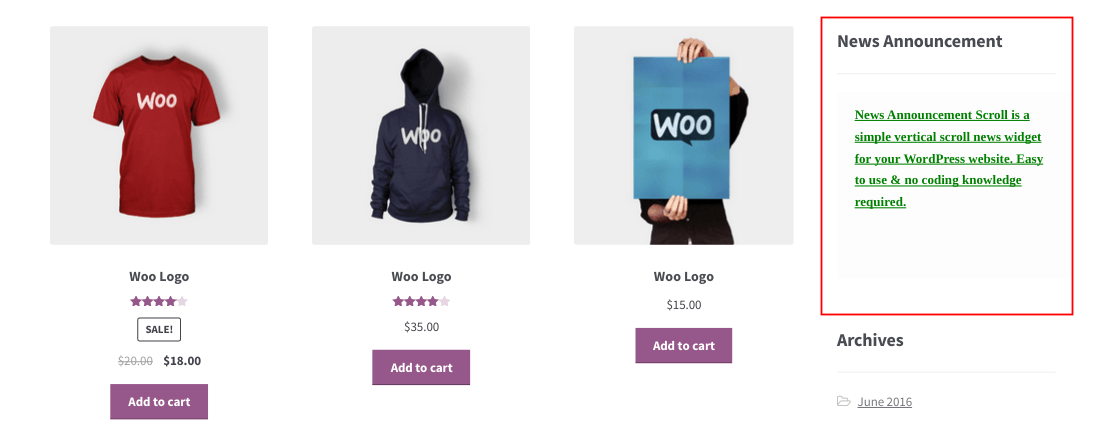 Woo
Woo Logo
SALE!
$20.00 $18.00
Add to cart
Woo
Woo Logo
$35.00
Add to cart
Woo
Woo Logo
$15.00
Add to cart
News Announcement
News Announcement Scroll is a
simple vertical scroll news widget
for your WordPress website. Easy
to use & no coding knowledge
required.
Archives
June 2016